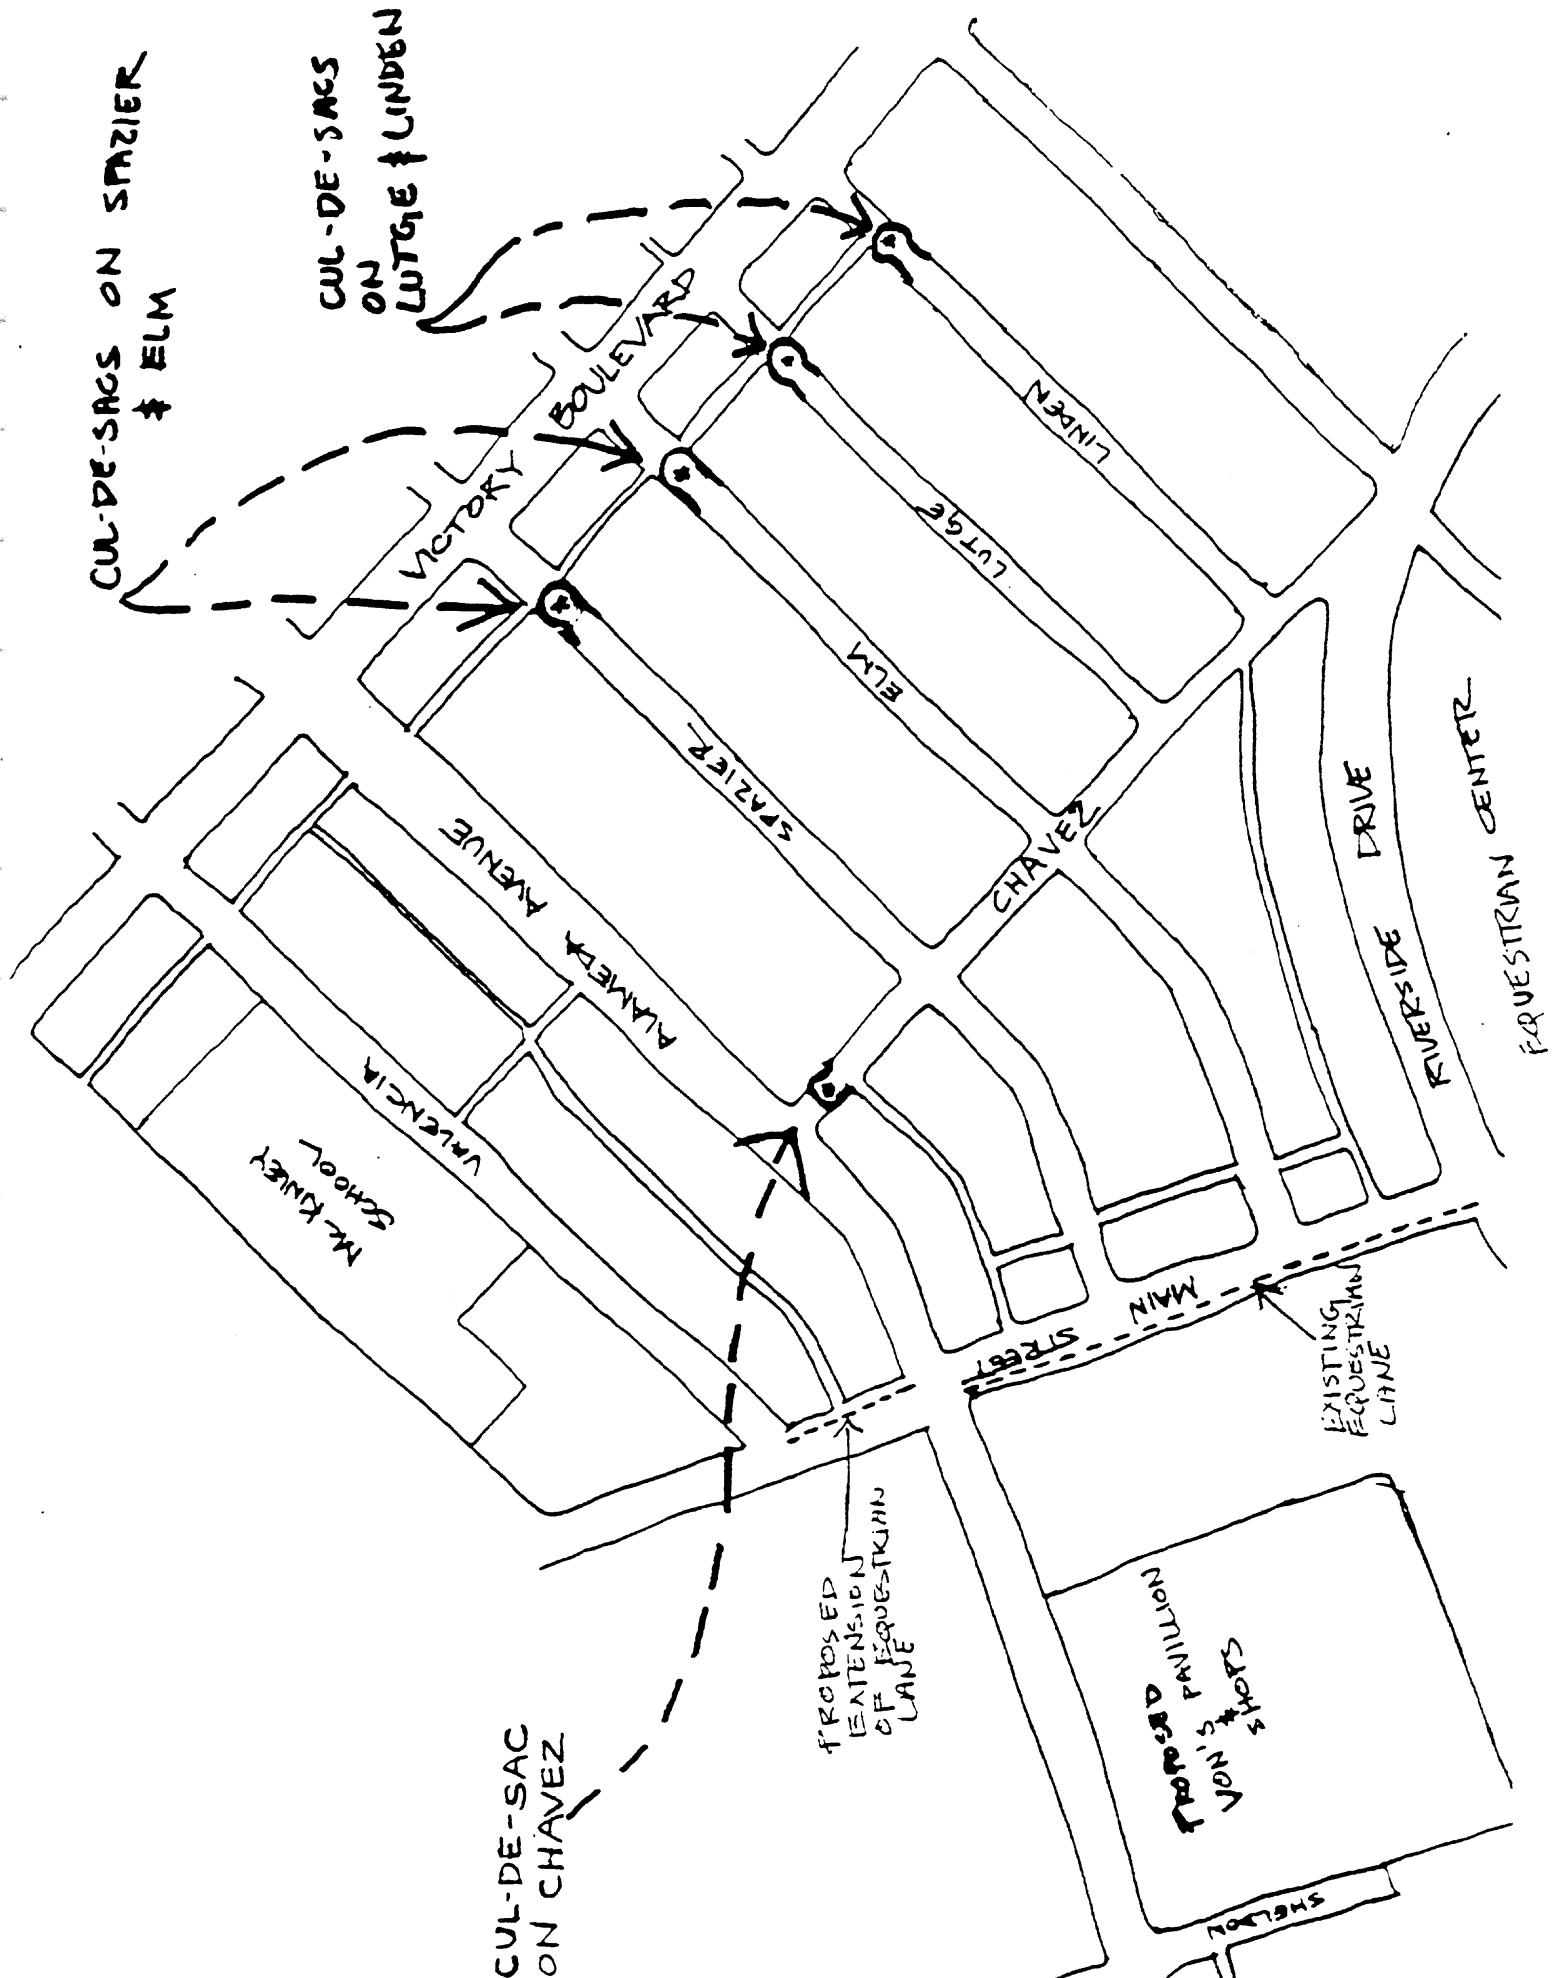 CUL-DE-SACS ON SPAZIER
& ELM
CUL-DE-SACS
ON
LUTGE & LINDEN
VICTORY BOULEVARD
LINDEN
LUTGE
ELM
SPAZIER
ALAMEDA AVENUE
VALENCIA
McKINLEY
SCHOOL
CHAVEZ
RIVERSIDE DRIVE
EQUESTRIAN CENTER
MAIN
STREET
EXISTING
EQUESTRIAN
LANE
PROPOSED
EXTENSION
OF EQUESTRIAN
LANE
CUL-DE-SAC
ON CHAVEZ
PROPOSED
VON'S PAVILLION
&
SHOPS
SHELDON